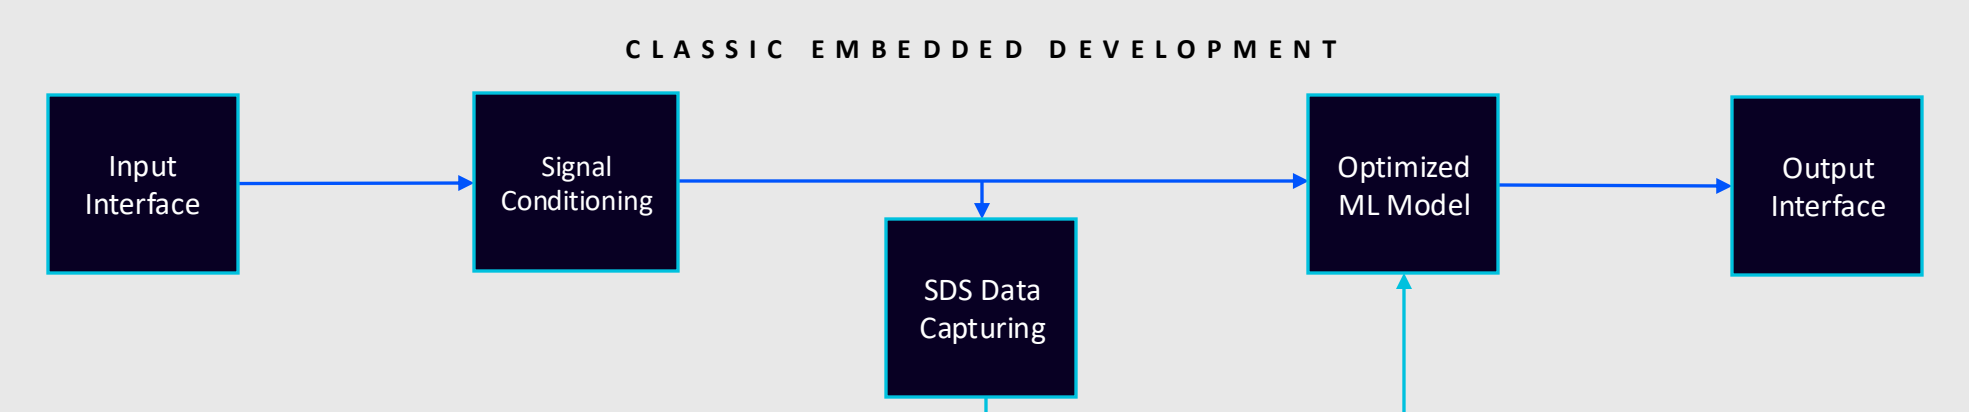 CLASSIC EMBEDDED DEVELOPMENT
Input
Interface
Signal
Conditioning
SDS Data
Capturing
Optimized
ML Model
Output
Interface